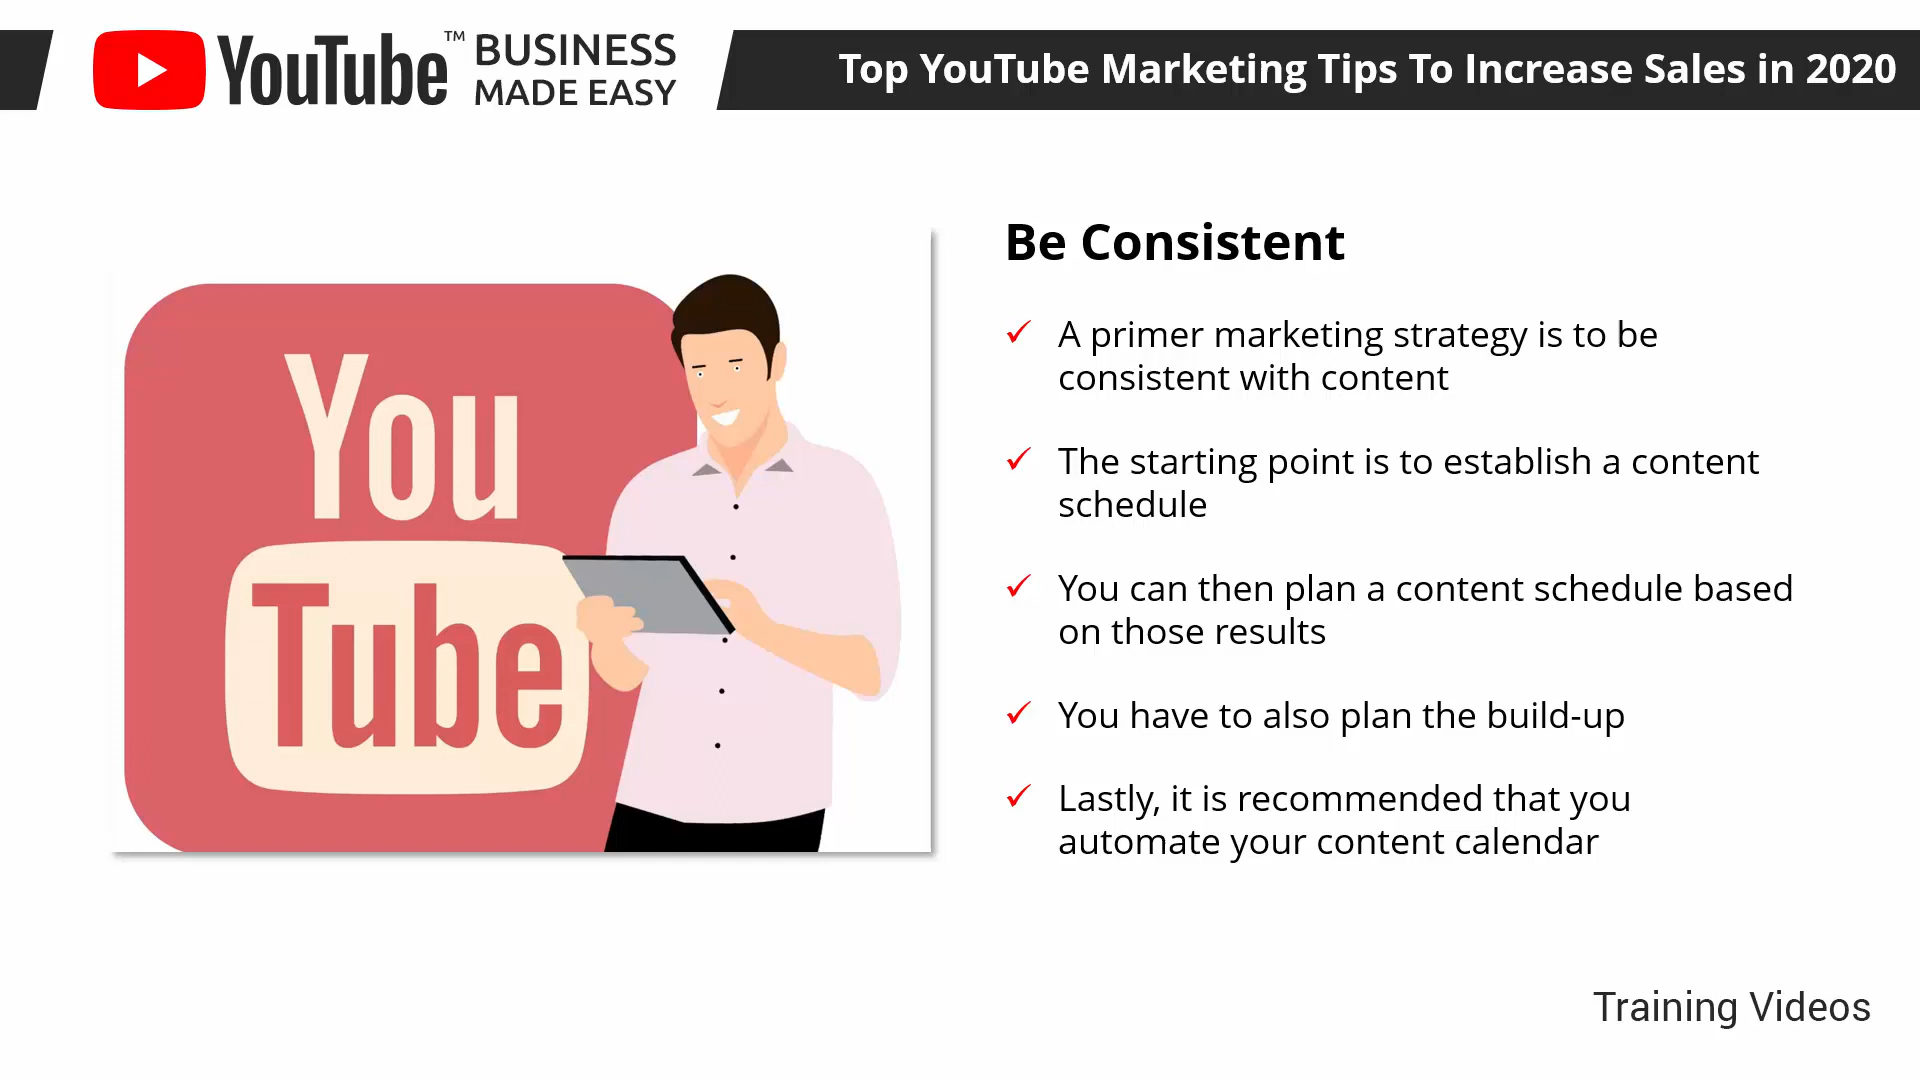 YouTube™ BUSINESS
MADE EASY
Top YouTube Marketing Tips To Increase Sales in 2020
You
Tube
Be Consistent
A primer marketing strategy is to be
consistent with content
The starting point is to establish a content
schedule
You can then plan a content schedule based
on those results
You have to also plan the build-up
Lastly, it is recommended that you
automate your content calendar
Training Videos